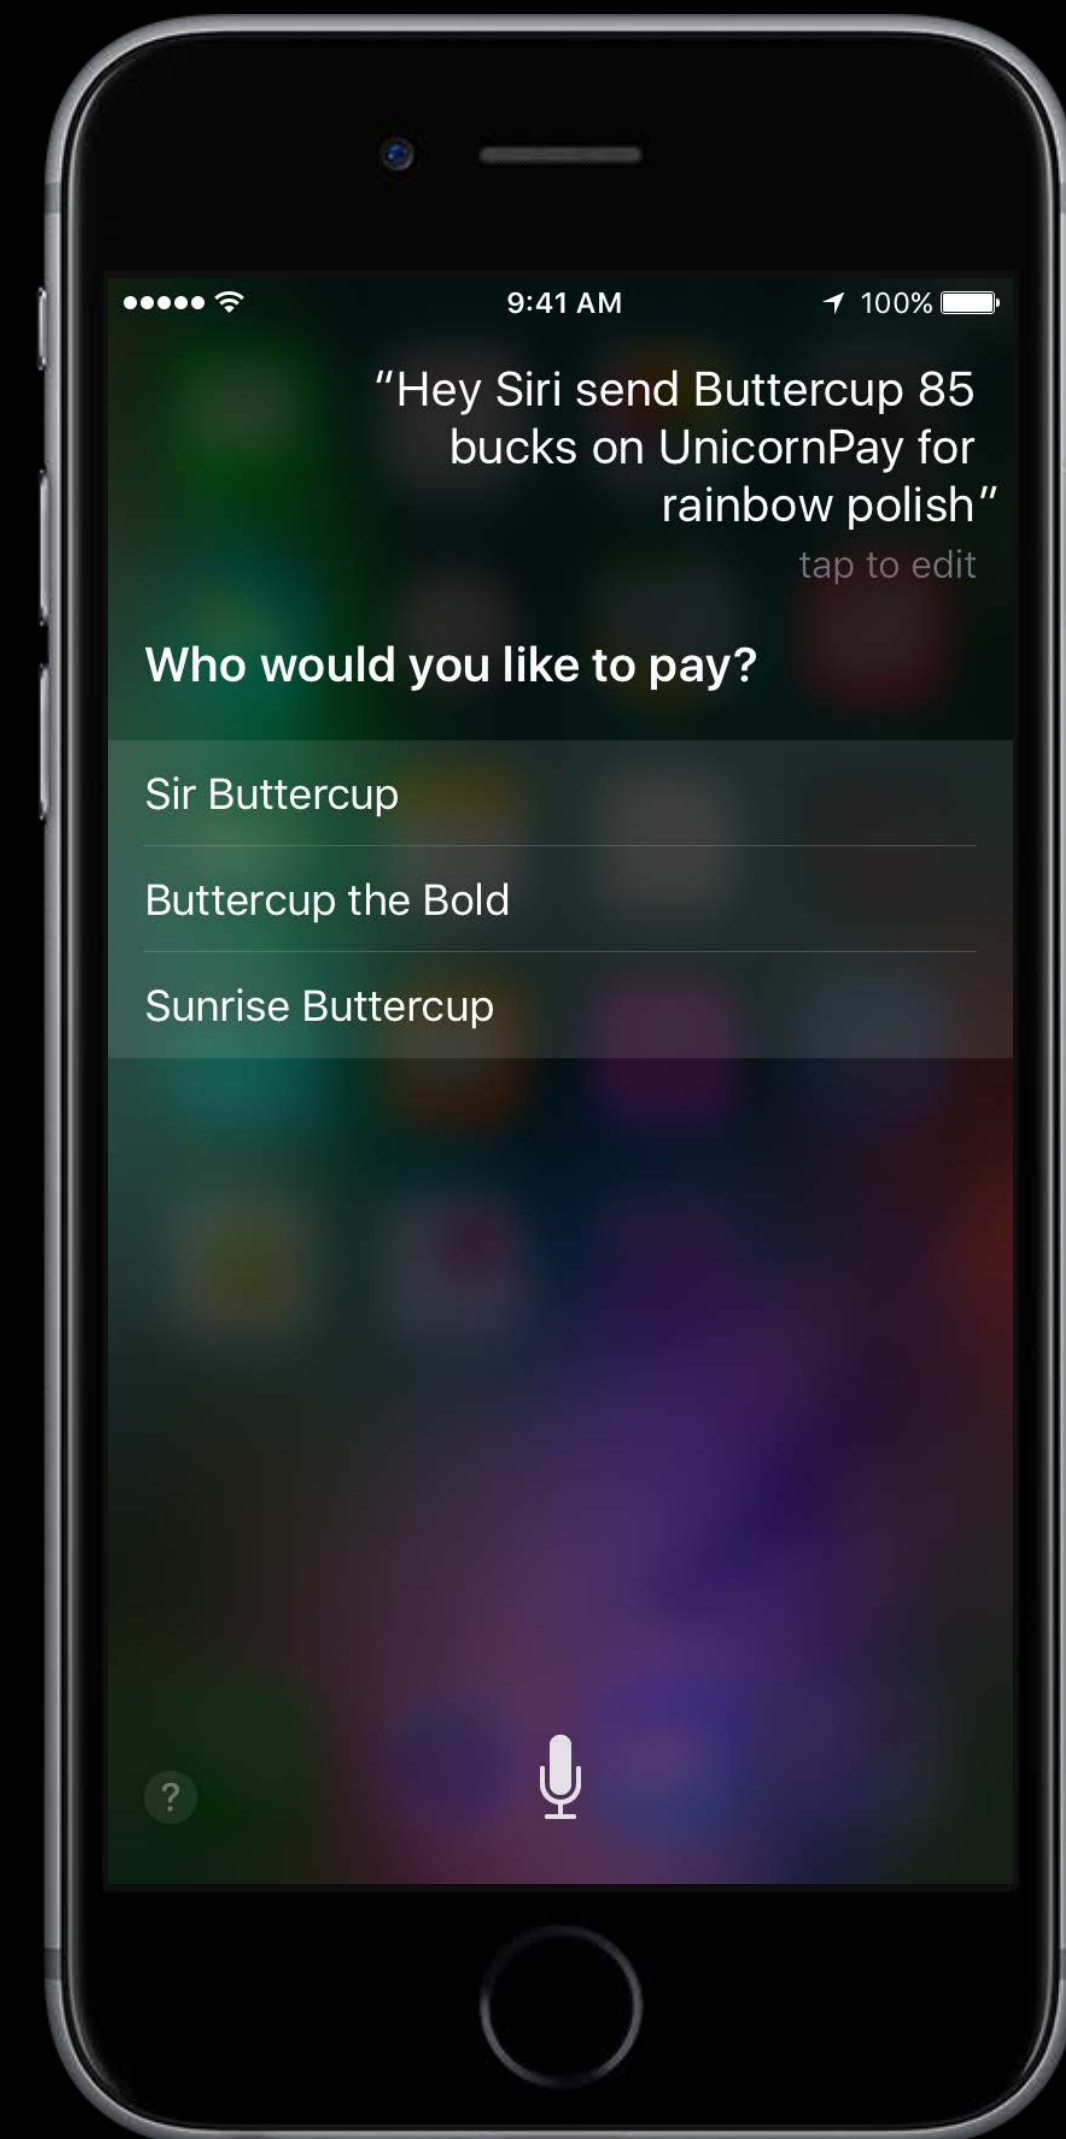 9:41 AM 100%
"Hey Siri send Buttercup 85
bucks on UnicornPay for
rainbow polish"
tap to edit
Who would you like to pay?
Sir Buttercup
Buttercup the Bold
Sunrise Buttercup
?